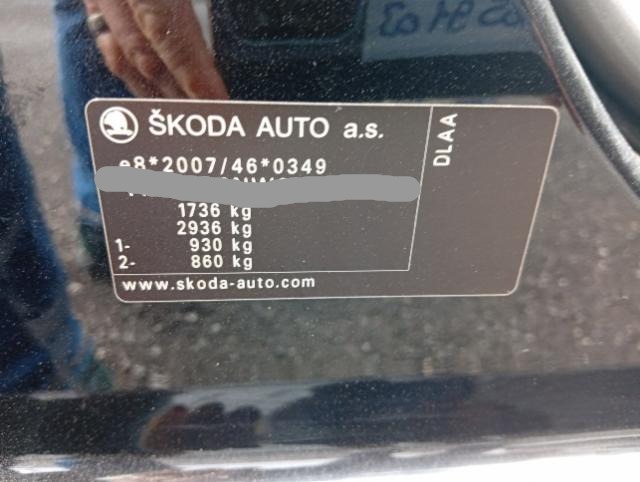 ŠKODA AUTO a.s.
e8*2007/46*0349
1736 kg
2936 kg
1- 930 kg
2- 860 kg
www.skoda-auto.com
DLAA